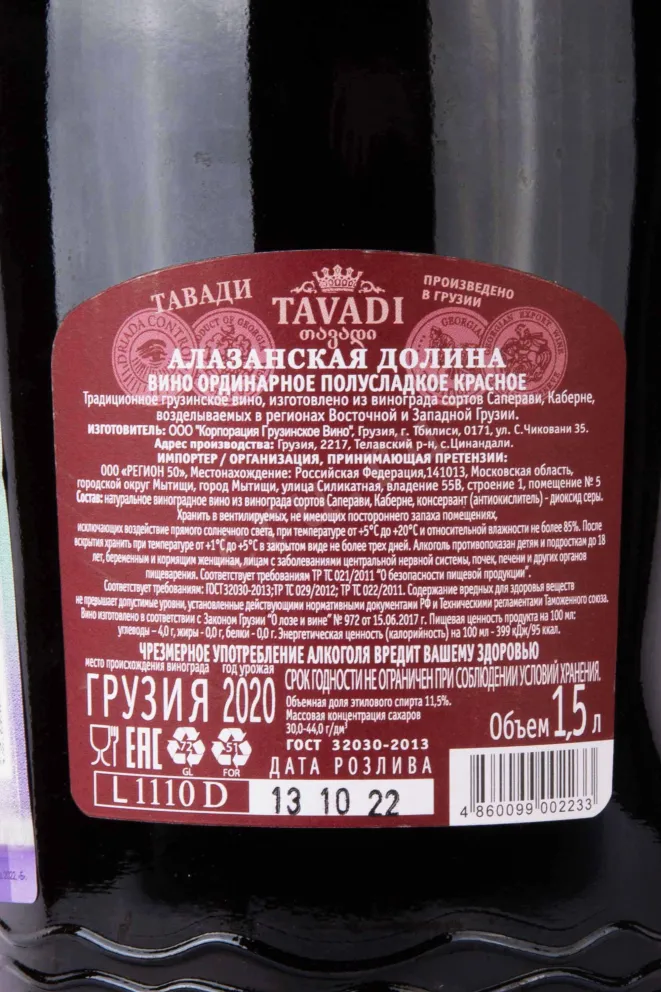 ТАВАДИ
TAVADI
თავადი
ПРОИЗВЕДЕНО
В ГРУЗИИ
АЛАЗАНСКАЯ ДОЛИНА
ВИНО ОРДИНАРНОЕ ПОЛУСЛАДКОЕ КРАСНОЕ
Традиционное грузинское вино, изготовлено из винограда сортов Саперави, Каберне,
возделываемых в регионах Восточной и Западной Грузии.
ИЗГОТОВИТЕЛЬ: ООО "Корпорация Грузинское Вино", Грузия, г. Тбилиси, 0171, ул. С.Чиковани 35.
Адрес производства: Грузия, 2217, Телавский р-н, с.Цинандали.
ИМПОРТЕР / ОРГАНИЗАЦИЯ, ПРИНИМАЮЩАЯ ПРЕТЕНЗИИ:
ООО «РЕГИОН 50», Местонахождение: Российская Федерация,141013, Московская область,
городской округ Мытищи, город Мытищи, улица Силикатная, владение 55В, строение 1, помещение № 5
Состав: натуральное виноградное вино из винограда сортов Саперави, Каберне, консервант (антиокислитель) - диоксид серы.
Хранить в вентилируемых, не имеющих постороннего запаха помещениях,
исключающих воздействие прямого солнечного света, при температуре от +5°С до +20°С и относительной влажности не более 85%. После
вскрытия хранить при температуре от +1°С до +5°С в закрытом виде не более трех дней. Алкоголь противопоказан детям и подросткам до 18
лет, беременным и кормящим женщинам, лицам с заболеваниями центральной нервной системы, почек, печени и других органов
пищеварения. Соответствует требованиям ТР ТС 021/2011 "О безопасности пищевой продукции".
Соответствует требованиям: ГОСТ32030-2013;ТР ТС 029/2012; ТР ТС 022/2011. Содержание вредных для здоровья веществ
не превышает допустимые уровни, установленные действующими нормативными документами РФ и Техническими регламентами Таможенного союза.
Вино изготовлено в соответствии с Законом Грузии "О лозе и вине" № 972 от 15.06.2017 г. Пищевая ценность продукта на 100 мл:
углеводы – 4,0 г, жиры - 0,0 г, белки - 0,0 г. Энергетическая ценность (калорийность) на 100 мл - 399 кДж/95 ккал.
ЧРЕЗМЕРНОЕ УПОТРЕБЛЕНИЕ АЛКОГОЛЯ ВРЕДИТ ВАШЕМУ ЗДОРОВЬЮ
место происхождения винограда год урожая
ГРУЗИЯ 2020
СРОК ГОДНОСТИ НЕ ОГРАНИЧЕН ПРИ СОБЛЮДЕНИИ УСЛОВИЙ ХРАНЕНИЯ.
Объемная доля этилового спирта 11,5%.
Массовая концентрация сахаров
30,0-44,0 г/дм³
Объем 1,5 л
ГОСТ 32030-2013
EAC
72
GL
51
FOR
ДАТА РОЗЛИВА
L 1110 D
13 10 22
4 860099 002233